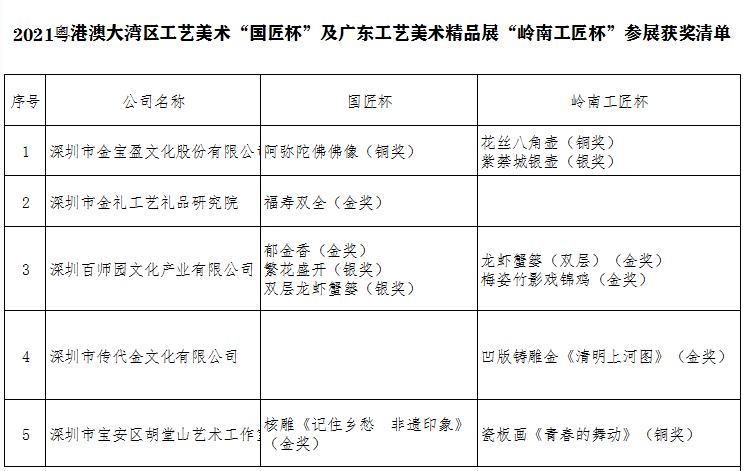 2021粤港澳大湾区工艺美术“国匠杯”及广东工艺美术精品展“岭南工匠杯”参展获奖清单
序号 公司名称 国匠杯 岭南工匠杯
1 深圳市金宝盈文化股份有限公 阿弥陀佛佛像（铜奖） 花丝八角壶（铜奖）
紫禁城银壶（银奖）
2 深圳市金礼工艺礼品研究院 福寿双全（金奖）
3 深圳百师园文化产业有限公司 郁金香（金奖）
繁花盛开（银奖）
双层龙虾蟹篓（银奖）
龙虾蟹篓（双层）（金奖）
梅姿竹影戏锦鸡（金奖）
4 深圳市传代金文化有限公司 凹版铸雕金《清明上河图》（金奖）
5 深圳市宝安区胡堂山艺术工作 核雕《记住乡愁　非遗印象》
（金奖）
瓷板画《青春的舞动》（铜奖）